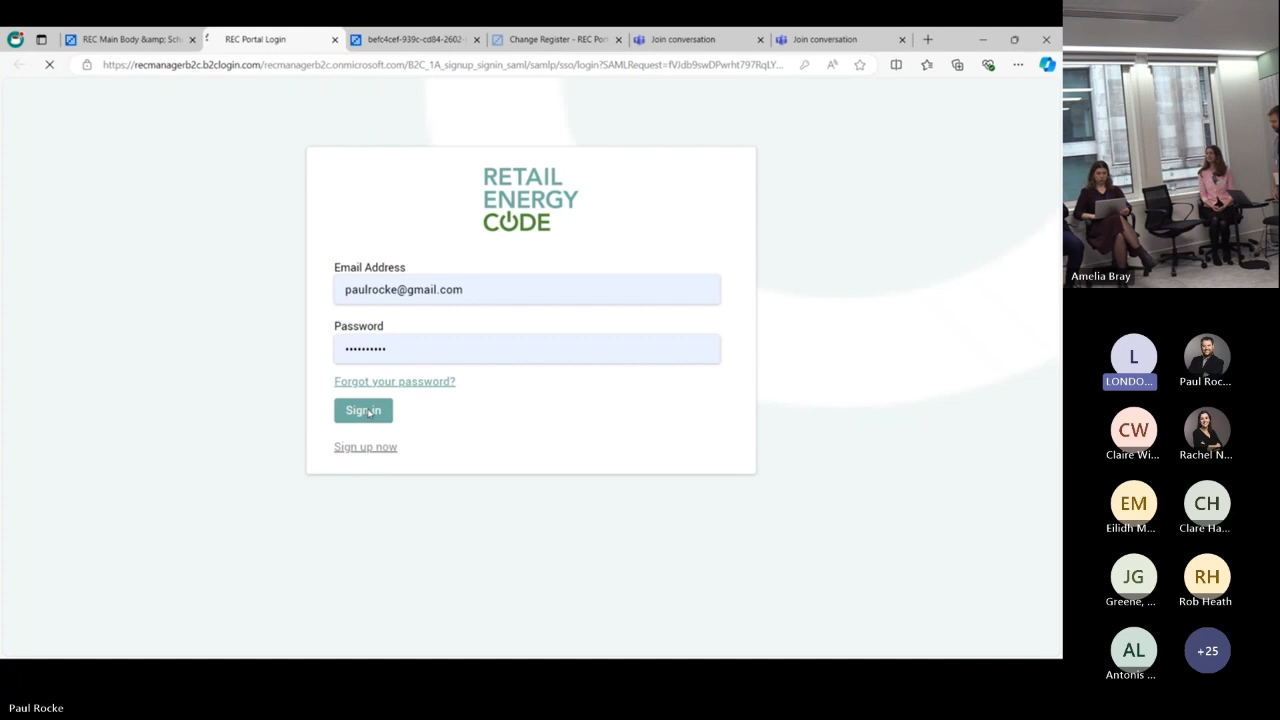 REC Main Body &amp; Sch
REC Portal Login
befc4cef-939c-cd84-2602-
Change Register - REC Por
Join conversation
Join conversation
https://recmanagerb2c.b2clogin.com/recmanagerb2c.onmicrosoft.com/B2C_1A_signup_signin_saml/samlp/sso/login?SAMLRequest=fVJdb9swDPwrht797RqLY...
RETAIL
ENERGY
CODE
Email Address
paulrocke@gmail.com
Password
Forgot your password?
Sign in
Sign up now
Amelia Bray
L
LONDO...
Paul Roc...
CW
Claire Wi...
Rachel N...
EM
Eilidh M...
CH
Clare Ha...
JG
Greene, ...
RH
Rob Heath
AL
Antonis ...
+25
Paul Rocke